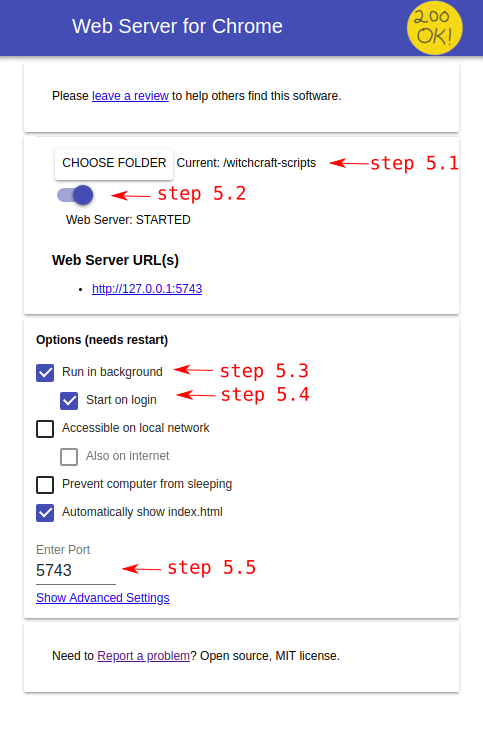 Web Server for Chrome
200 OK!
Please leave a review to help others find this software.
CHOOSE FOLDER Current: /witchcraft-scripts step 5.1
step 5.2
Web Server: STARTED
Web Server URL(s)
http://127.0.0.1:5743
Options (needs restart)
Run in background step 5.3
Start on login step 5.4
Accessible on local network
Also on internet
Prevent computer from sleeping
Automatically show index.html
Enter Port
5743 step 5.5
Show Advanced Settings
Need to Report a problem? Open source, MIT license.